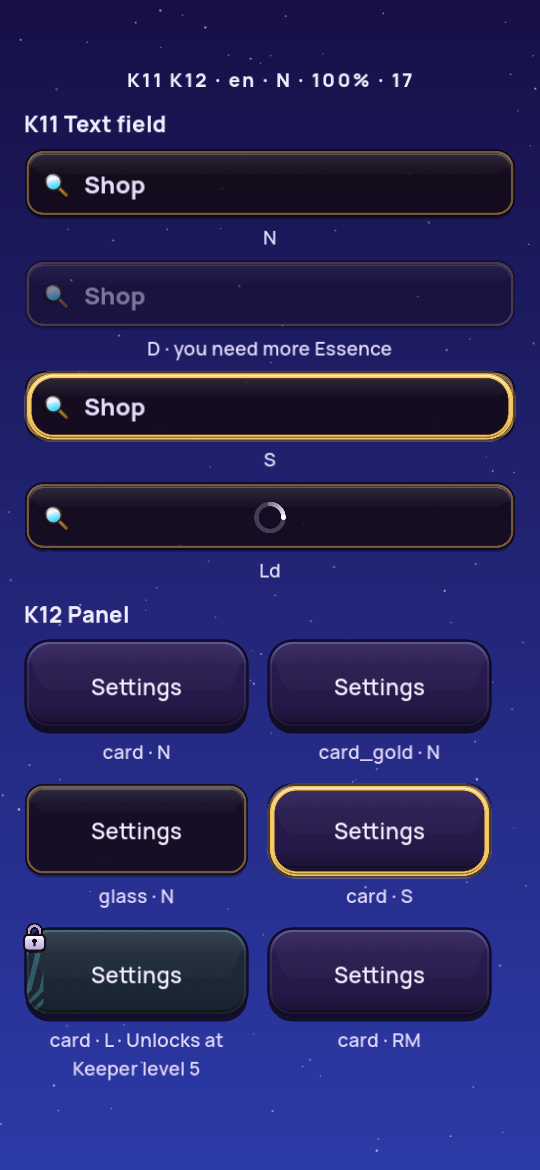 K11 K12 · en · N · 100% · 17
K11 Text field
Shop
N
Shop
D · you need more Essence
Shop
S
Ld
K12 Panel
Settings
Settings
card · N
card_gold · N
Settings
Settings
glass · N
card · S
Settings
Settings
card · L · Unlocks at
Keeper level 5
card · RM